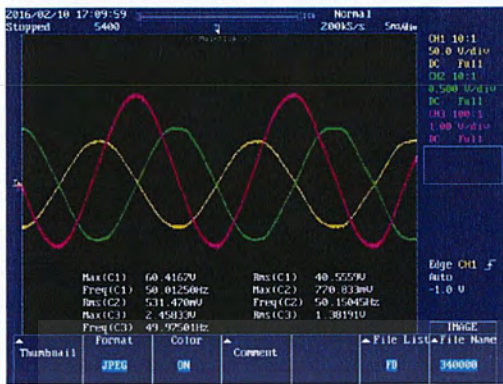 2016/02/10 17:09:59
Normal
Stopped
5400
200kS/s
5ms/div
CH1 10:1
50.0 V/div
DC Full
CH2 10:1
0.500 V/div
DC Full
CH3 100:1
1.00 V/div
DC Full
Edge CH1
Auto
-1.0 V
Max(C1) 60.4167V
Rms(C1) 40.5559V
Freq(C1) 50.01250Hz
Max(C2) 770.833mV
Rms(C2) 531.470mV
Freq(C2) 50.15045Hz
Max(C3) 2.45833V
Rms(C3) 1.38191V
Freq(C3) 49.97501Hz
IMAGE
Thumbnail
Format
JPEG
Color
ON
Comment
File List
FD
File Name
340000